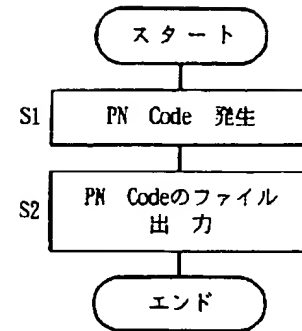 スタート
S1 PN Code 発生
S2 PN Codeのファイル
出力
エンド